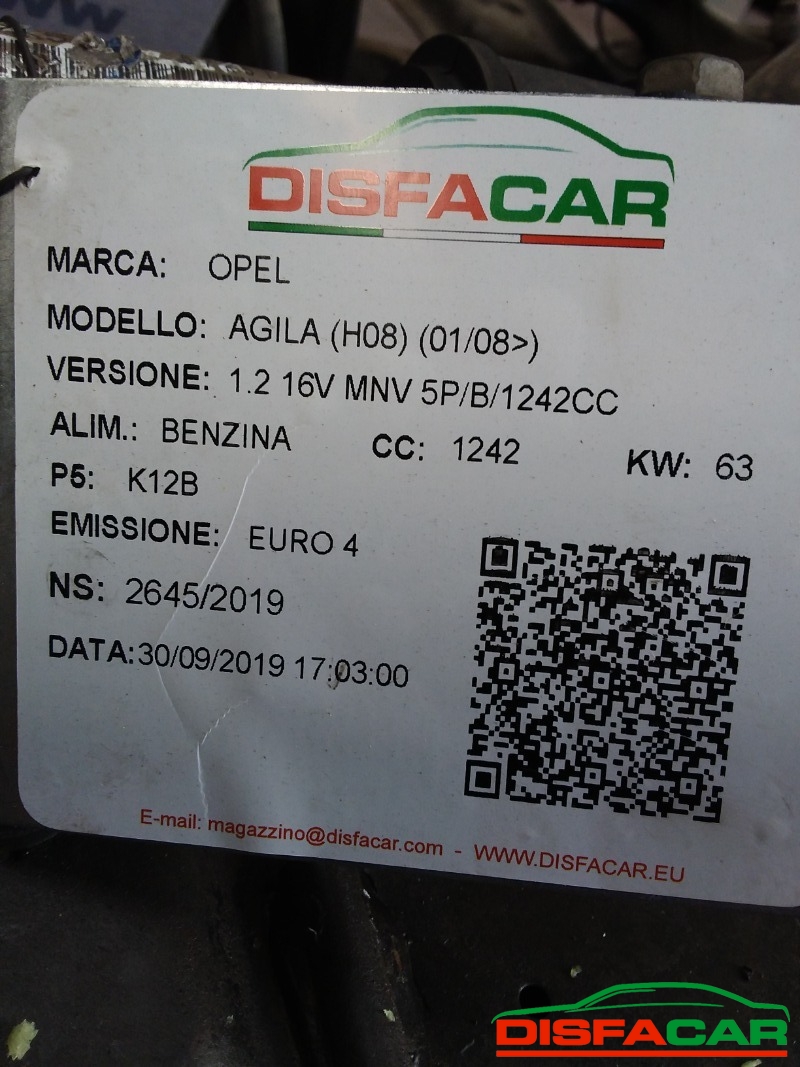 DISFACAR
MARCA: OPEL
MODELLO: AGILA (H08) (01/08>)
VERSIONE: 1.2 16V MNV 5P/B/1242CC
ALIM.: BENZINA CC: 1242 KW: 63
P5: K12B
EMISSIONE: EURO 4
NS: 2645/2019
DATA:30/09/2019 17:03:00
E-mail: magazzino@disfacar.com - WWW.DISFACAR.EU
DISFACAR